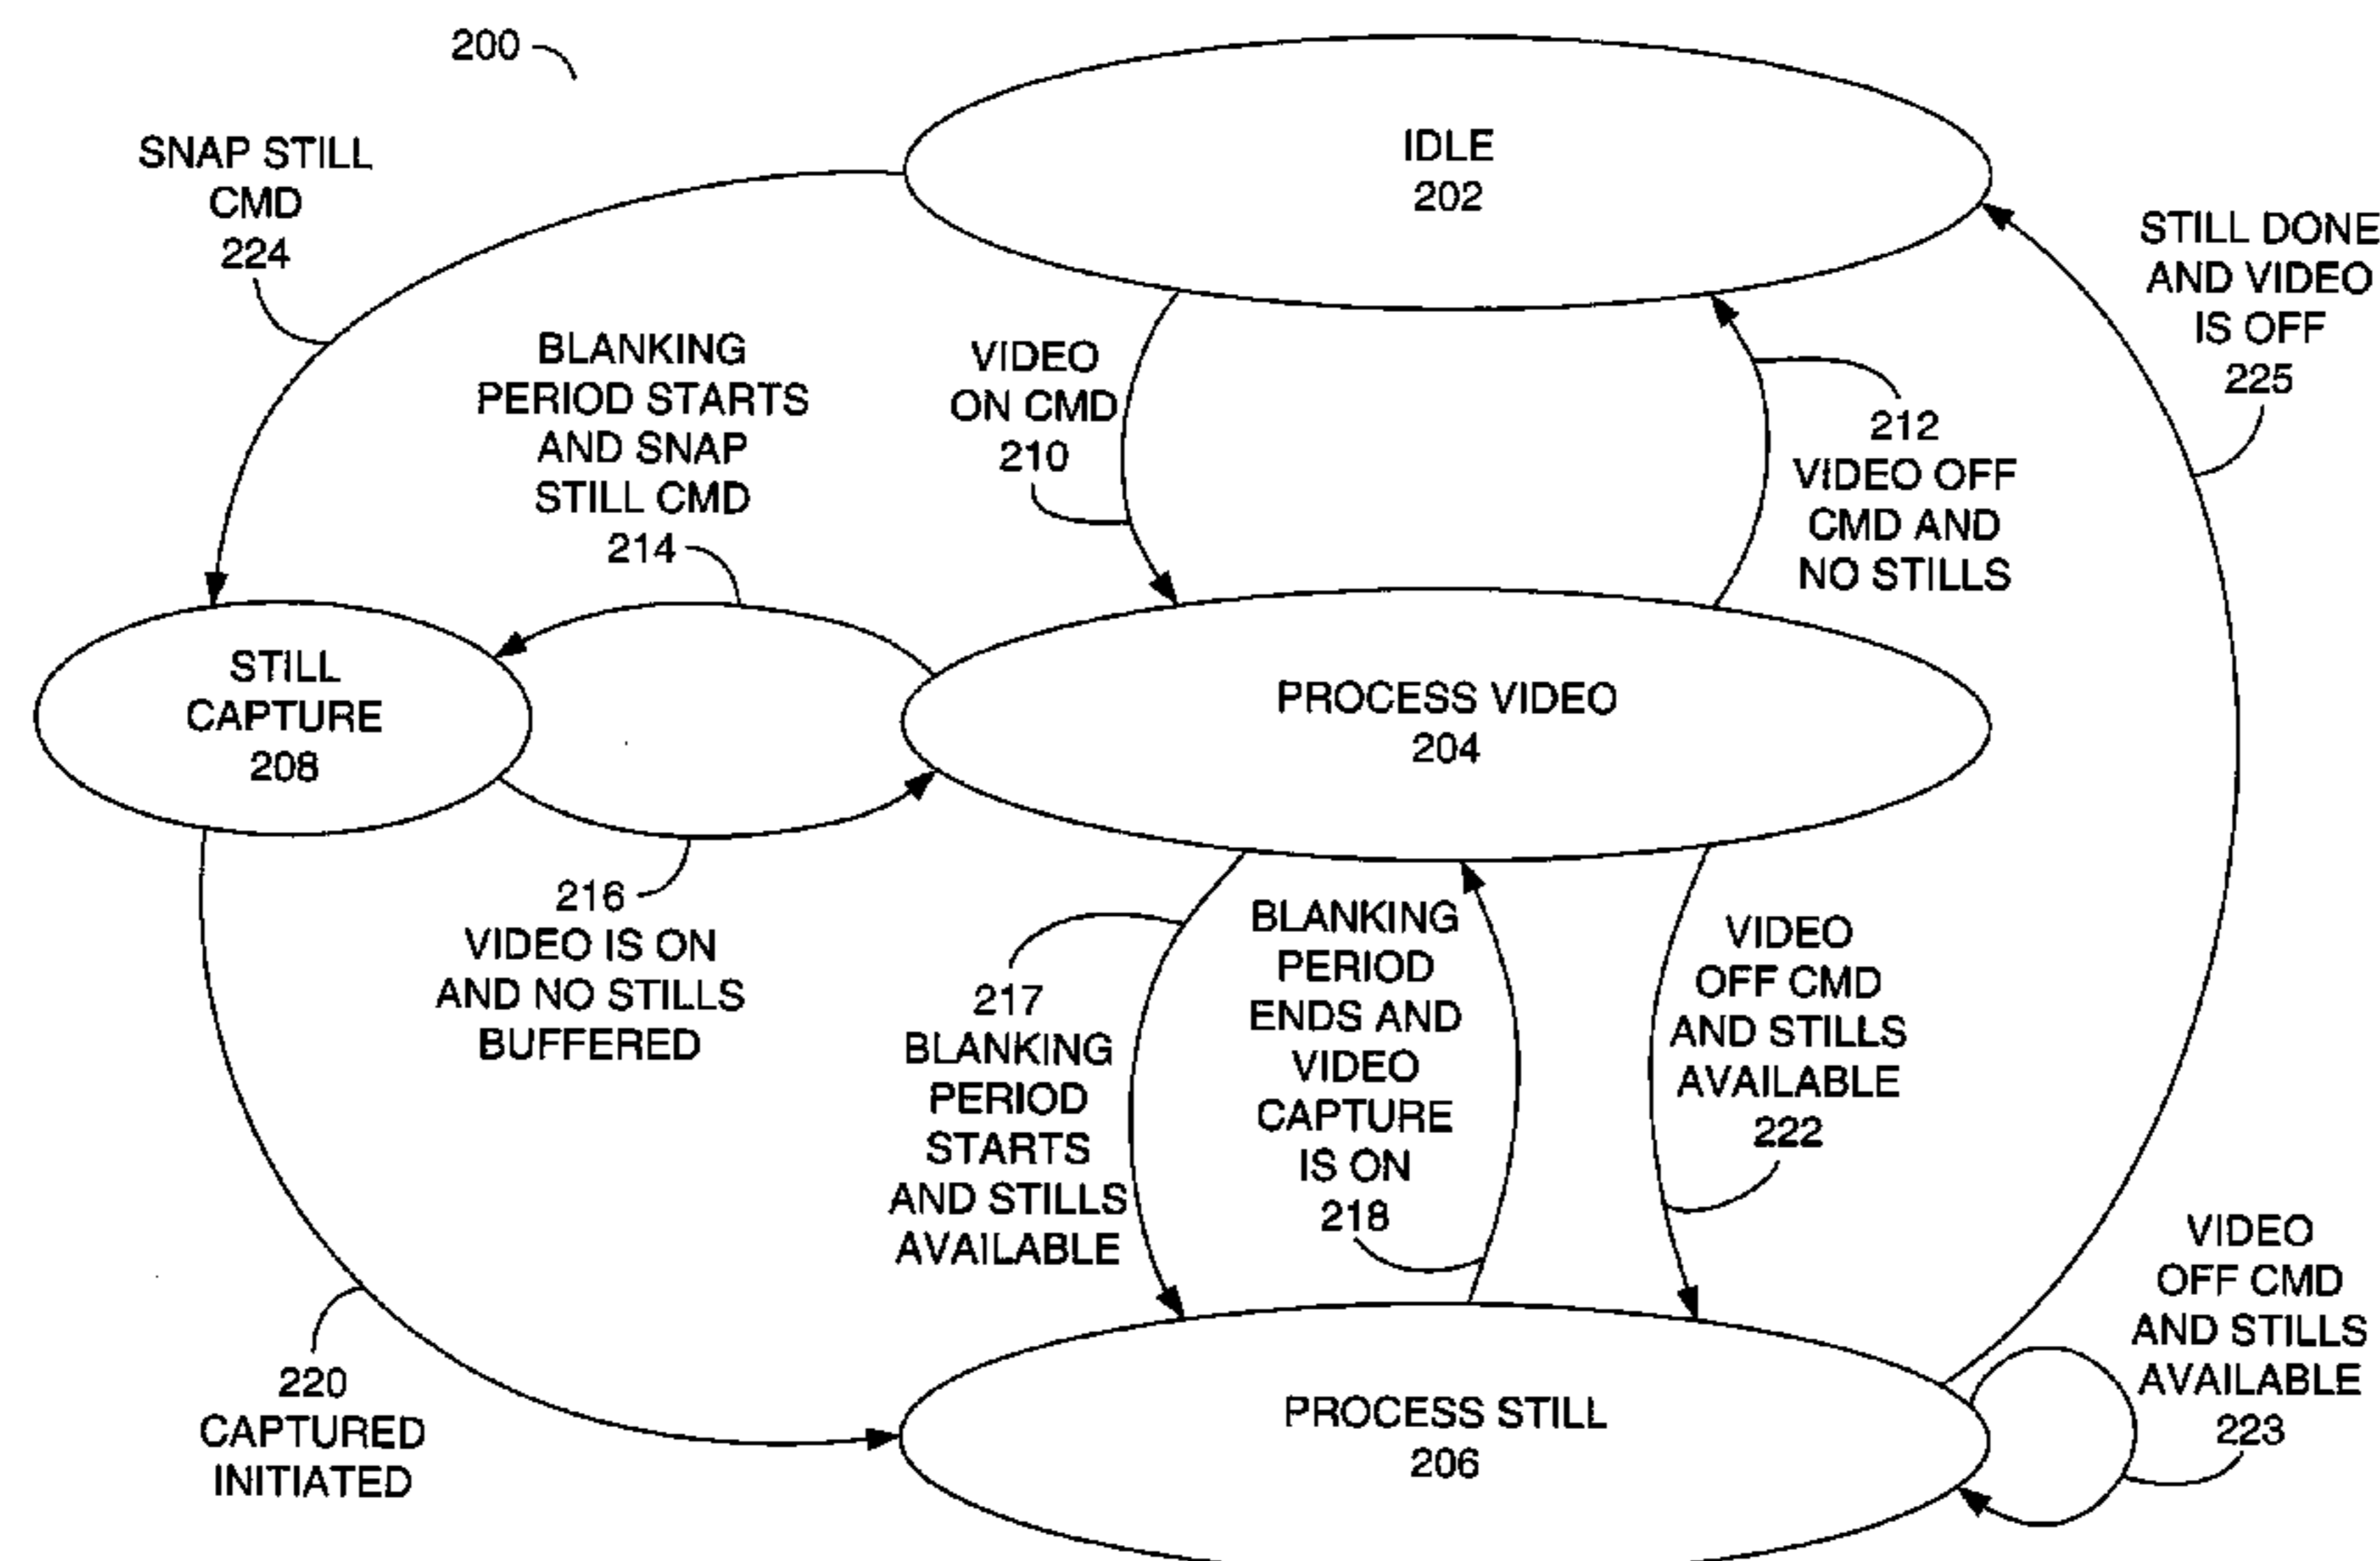 200
IDLE
202
SNAP STILL
CMD
224
STILL DONE
AND VIDEO
IS OFF
225
BLANKING
PERIOD STARTS
AND SNAP
STILL CMD
214
VIDEO
ON CMD
210
212
VIDEO OFF
CMD AND
NO STILLS
STILL
CAPTURE
208
PROCESS VIDEO
204
216
VIDEO IS ON
AND NO STILLS
BUFFERED
217
BLANKING
PERIOD
STARTS
AND STILLS
AVAILABLE
BLANKING
PERIOD
ENDS AND
VIDEO
CAPTURE
IS ON
218
VIDEO
OFF CMD
AND STILLS
AVAILABLE
222
VIDEO
OFF CMD
AND STILLS
AVAILABLE
223
220
CAPTURED
INITIATED
PROCESS STILL
206